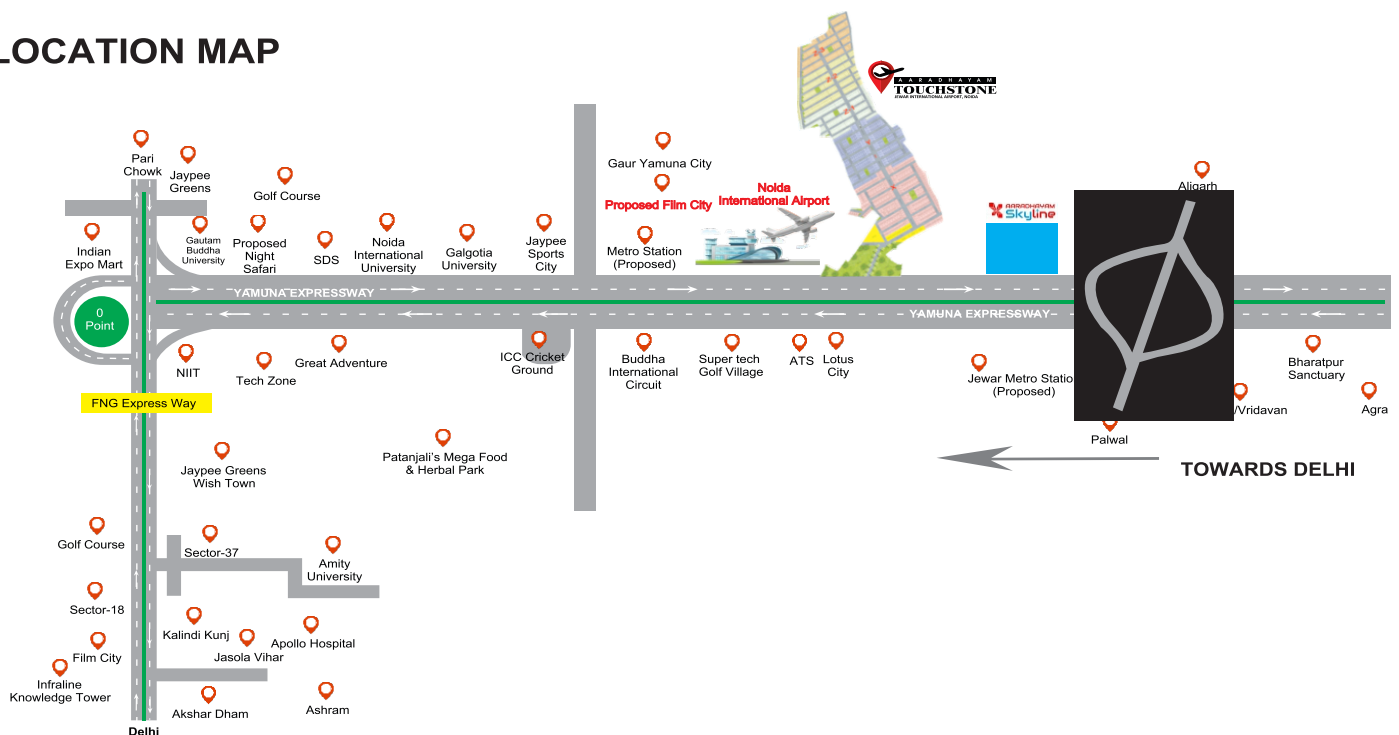 LOCATION MAP
AARADHAYAM
TOUCHSTONE
JEWAR INTERNATIONAL AIRPORT, NOIDA
Pari
Chowk
Jaypee
Greens
Golf Course
Gaur Yamuna City
Proposed Film City
Noida
International Airport
Aligarh
AARADHAYAM
Skyline
Indian
Expo Mart
Gautam
Buddha
University
Proposed
Night
Safari
SDS
Noida
International
University
Galgotia
University
Jaypee
Sports
City
Metro Station
(Proposed)
YAMUNA EXPRESSWAY
0
Point
YAMUNA EXPRESSWAY
NIIT
Tech Zone
Great Adventure
ICC Cricket
Ground
Buddha
International
Circuit
Super tech
Golf Village
ATS
Lotus
City
Jewar Metro Statio
(Proposed)
Bharatpur
Sanctuary
/Vridavan
Agra
FNG Express Way
Palwal
Jaypee Greens
Wish Town
Patanjali's Mega Food
& Herbal Park
TOWARDS DELHI
Golf Course
Sector-37
Amity
University
Sector-18
Kalindi Kunj
Jasola Vihar
Apollo Hospital
Film City
Infraline
Knowledge Tower
Akshar Dham
Ashram
Delhi